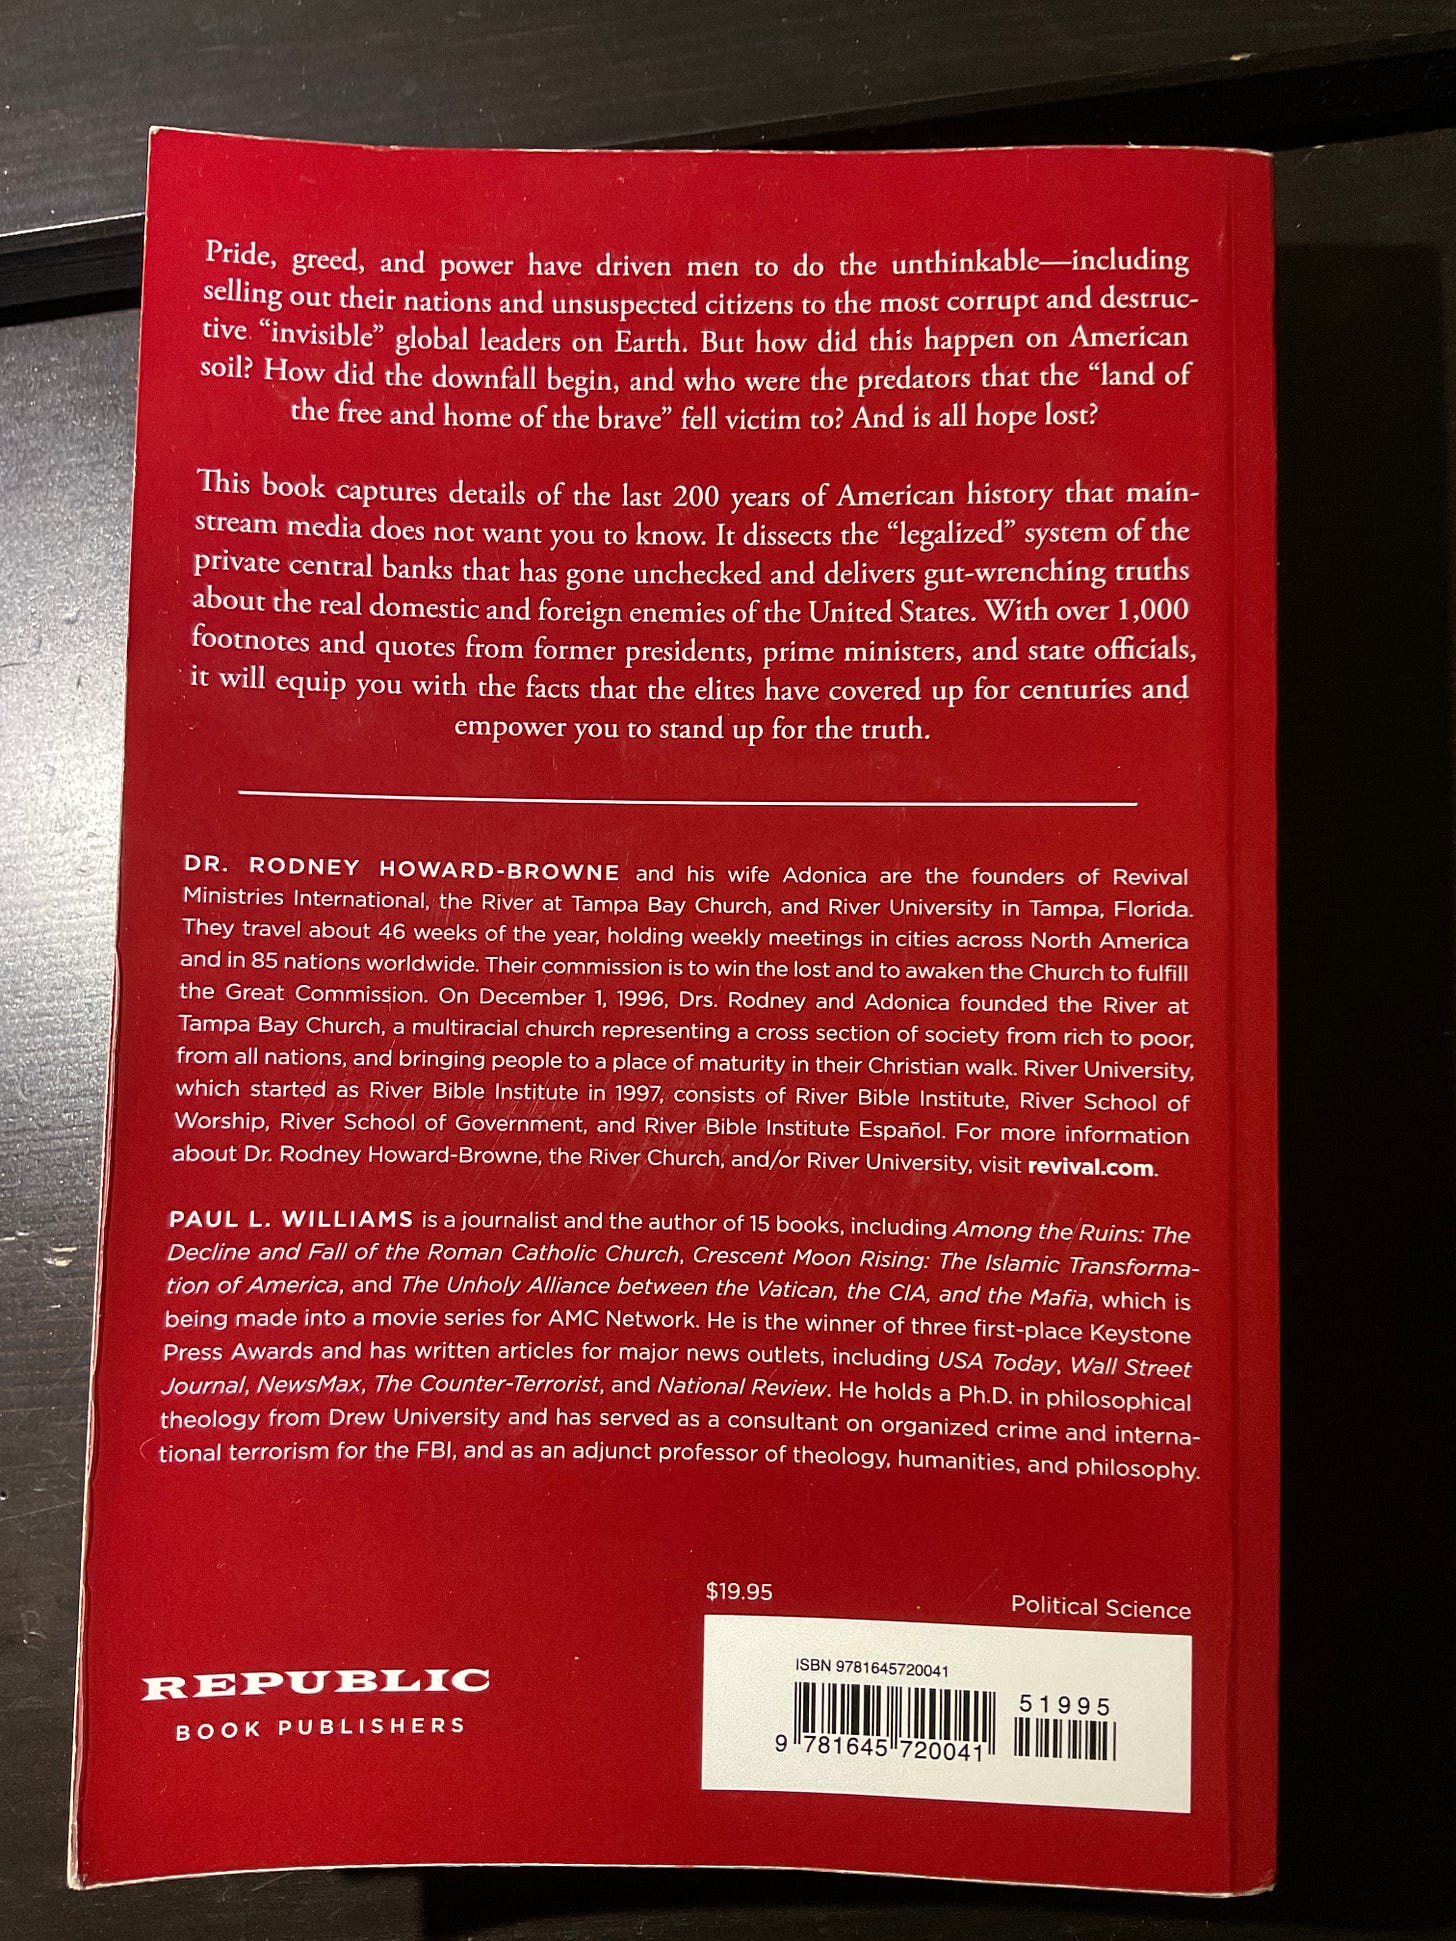 Pride, greed, and power have driven men to do the unthinkable—including
selling out their nations and unsuspected citizens to the most corrupt and destruc-
tive “invisible” global leaders on Earth. But how did this happen on American
soil? How did the downfall begin, and who were the predators that the “land of
the free and home of the brave” fell victim to? And is all hope lost?
This book captures details of the last 200 years of American history that main-
stream media does not want you to know. It dissects the “legalized” system of the
private central banks that has gone unchecked and delivers gut-wrenching truths
about the real domestic and foreign enemies of the United States. With over 1,000
footnotes and quotes from former presidents, prime ministers, and state officials,
it will equip you with the facts that the elites have covered up for centuries and
empower you to stand up for the truth.
DR. RODNEY HOWARD-BROWNE and his wife Adonica are the founders of Revival
Ministries International, the River at Tampa Bay Church, and River University in Tampa, Florida.
They travel about 46 weeks of the year, holding weekly meetings in cities across North America
and in 85 nations worldwide. Their commission is to win the lost and to awaken the Church to fulfill
the Great Commission. On December 1, 1996, Drs. Rodney and Adonica founded the River at
Tampa Bay Church, a multiracial church representing a cross section of society from rich to poor,
from all nations, and bringing people to a place of maturity in their Christian walk. River University,
which started as River Bible Institute in 1997, consists of River Bible Institute, River School of
Worship, River School of Government, and River Bible Institute Español. For more information
about Dr. Rodney Howard-Browne, the River Church, and/or River University, visit revival.com.
PAUL L. WILLIAMS is a journalist and the author of 15 books, including Among the Ruins: The
Decline and Fall of the Roman Catholic Church, Crescent Moon Rising: The Islamic Transforma-
tion of America, and The Unholy Alliance between the Vatican, the CIA, and the Mafia, which is
being made into a movie series for AMC Network. He is the winner of three first-place Keystone
Press Awards and has written articles for major news outlets, including USA Today, Wall Street
Journal, NewsMax, The Counter-Terrorist, and National Review. He holds a Ph.D. in philosophical
theology from Drew University and has served as a consultant on organized crime and interna-
tional terrorism for the FBI, and as an adjunct professor of theology, humanities, and philosophy.
$19.95 Political Science
REPUBLIC
BOOK PUBLISHERS
ISBN 9781645720041
51995
9 781645 720041